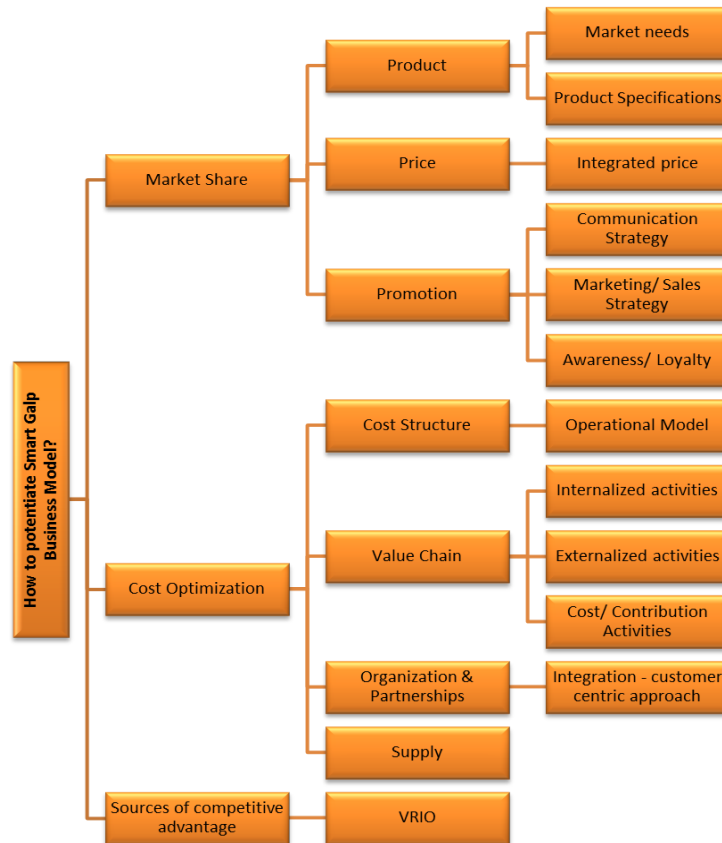 How to potentiate Smart Galp
Business Model?
Market Share
Product
Market needs
Product Specifications
Price
Integrated price
Promotion
Communication
Strategy
Marketing/ Sales
Strategy
Awareness/ Loyalty
Cost Optimization
Cost Structure
Operational Model
Value Chain
Internalized activities
Externalized activities
Cost/ Contribution
Activities
Organization &
Partnerships
Integration - customer
centric approach
Supply
Sources of competitive
advantage
VRIO